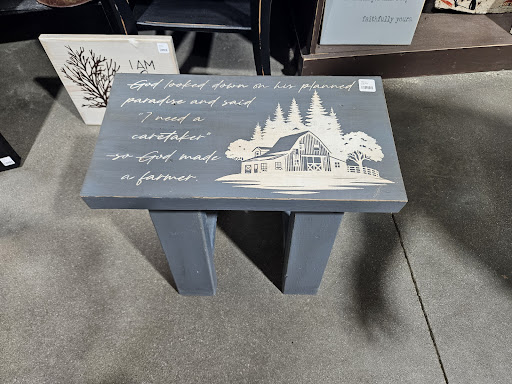 I AM
faithfully yours
God looked down on his planned
paradise and said
"I need a
caretaker"
so God made
a farmer.